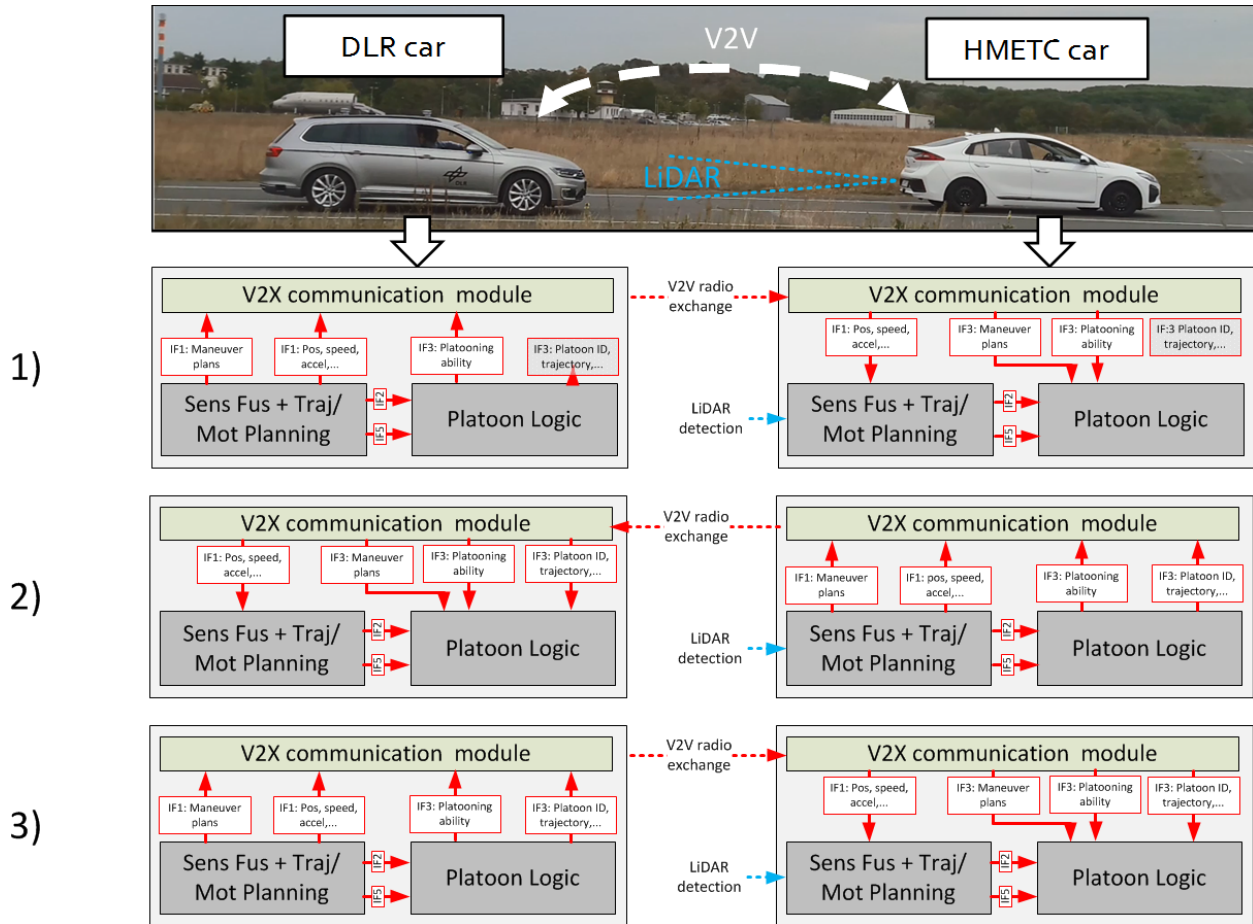 DLR car
V2V
HMETC car
LiDAR
DLR
1)
V2X communication module
IF1: Maneuver
plans
IF1: Pos, speed,
accel,...
IF3: Platooning
ability
IF3: Platoon ID,
trajectory,...
Sens Fus + Traj/
Mot Planning
IF2
IF5
Platoon Logic
V2V radio
exchange
LiDAR
detection
V2X communication module
IF1: Pos, speed,
accel,...
IF3: Maneuver
plans
IF3: Platooning
ability
IF:3 Platoon ID,
trajectory,...
Sens Fus + Traj/
Mot Planning
IF2
IF5
Platoon Logic
2)
V2X communication module
IF1: Pos, speed,
accel,...
IF3: Maneuver
plans
IF3: Platooning
ability
IF3: Platoon ID,
trajectory,...
Sens Fus + Traj/
Mot Planning
IF2
IF5
Platoon Logic
V2V radio
exchange
LiDAR
detection
V2X communication module
IF1: Maneuver
plans
IF1: pos, speed,
accel,...
IF3: Platooning
ability
IF3: Platoon ID,
trajectory,...
Sens Fus + Traj/
Mot Planning
IF2
IF5
Platoon Logic
3)
V2X communication module
IF1: Maneuver
plans
IF1: Pos, speed,
accel,...
IF3: Platooning
ability
IF3: Platoon ID,
trajectory,...
Sens Fus + Traj/
Mot Planning
IF2
IF5
Platoon Logic
V2V radio
exchange
LiDAR
detection
V2X communication module
IF1: Pos, speed,
accel,...
IF3: Maneuver
plans
IF3: Platooning
ability
IF3: Platoon ID,
trajectory,...
Sens Fus + Traj/
Mot Planning
IF2
IF5
Platoon Logic